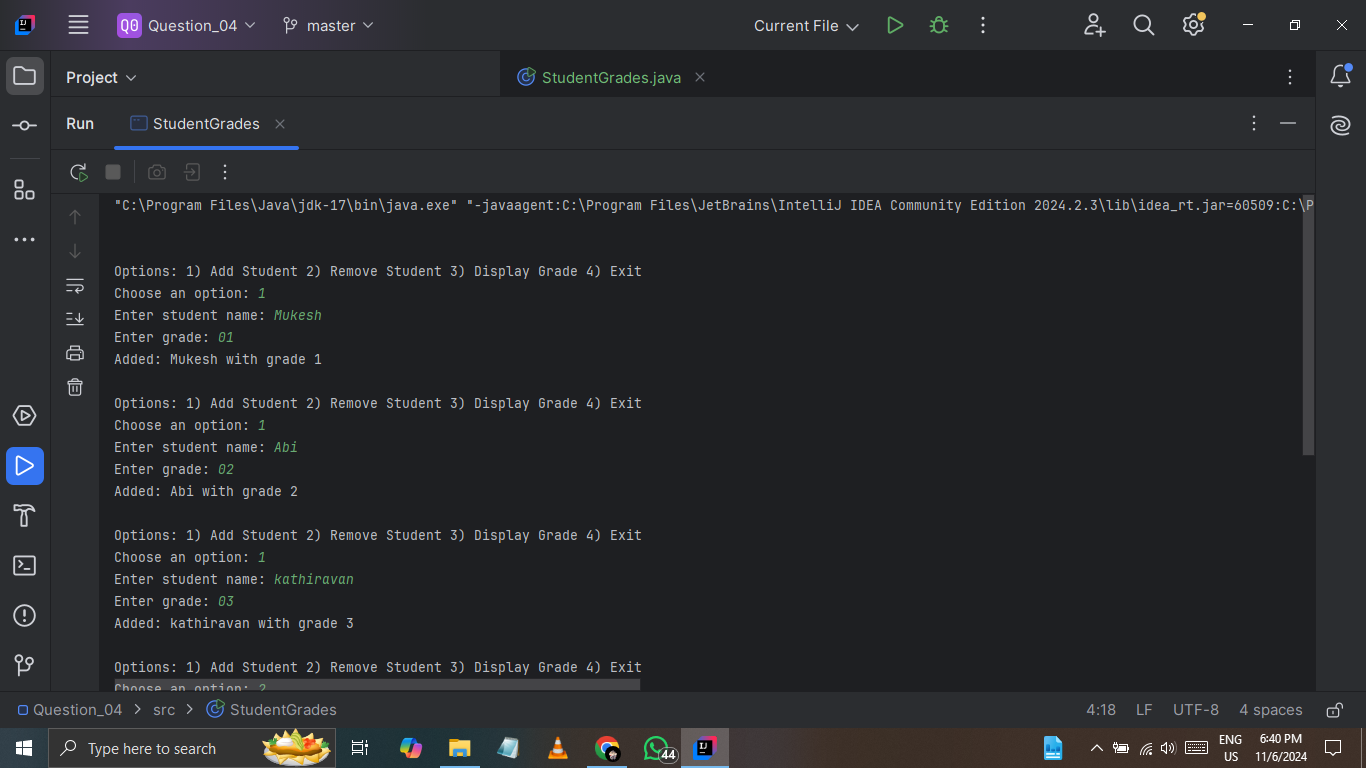 Q0 Question_04 master Current File
Project StudentGrades.java
Run StudentGrades
"C:\Program Files\Java\jdk-17\bin\java.exe" "-javaagent:C:\Program Files\JetBrains\IntelliJ IDEA Community Edition 2024.2.3\lib\idea_rt.jar=60509:C:\P
Options: 1) Add Student 2) Remove Student 3) Display Grade 4) Exit
Choose an option: 1
Enter student name: Mukesh
Enter grade: 01
Added: Mukesh with grade 1
Options: 1) Add Student 2) Remove Student 3) Display Grade 4) Exit
Choose an option: 1
Enter student name: Abi
Enter grade: 02
Added: Abi with grade 2
Options: 1) Add Student 2) Remove Student 3) Display Grade 4) Exit
Choose an option: 1
Enter student name: kathiravan
Enter grade: 03
Added: kathiravan with grade 3
Options: 1) Add Student 2) Remove Student 3) Display Grade 4) Exit
Choose an option: 2
Question_04 src StudentGrades 4:18 LF UTF-8 4 spaces
Type here to search 44 ENG 6:40 PM
US 11/6/2024